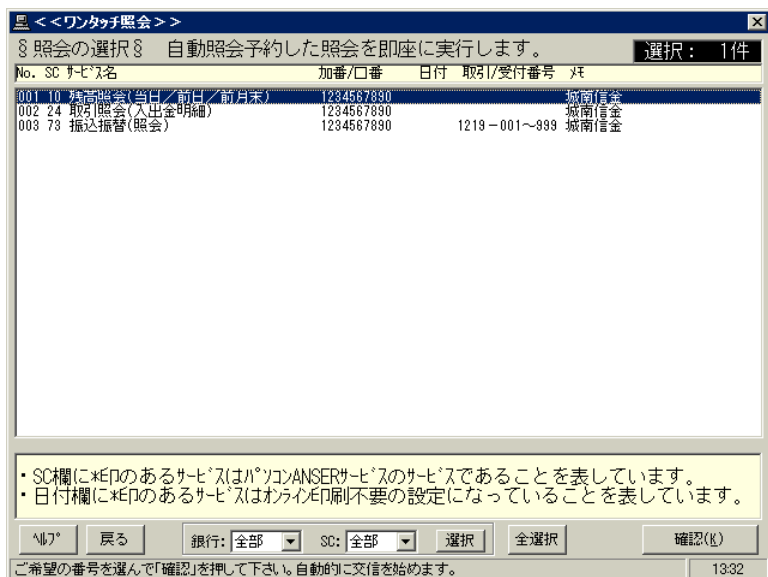 <<ワンタッチ照会>>
§照会の選択§ 自動照会予約した照会を即座に実行します。 選択: 1件
No. SC ｻｰﾋﾞｽ名 加番/口番 日付 取引/受付番号 ﾒﾓ
001 10 残高照会(当日/前日/前月末) 1234567890 城南信金
002 24 取引照会(入出金明細) 1234567890 城南信金
003 73 振込振替(照会) 1234567890 1219-001～999 城南信金
・SC欄に*印のあるｻｰﾋﾞｽはﾊﾟｿｺﾝANSERｻｰﾋﾞｽのｻｰﾋﾞｽであることを表しています。
・日付欄に*印のあるｻｰﾋﾞｽはｵﾝﾗｲﾝ印刷不要の設定になっていることを表しています。
ﾍﾙﾌﾟ 戻る 銀行: 全部 SC: 全部 選択 全選択 確認(K)
ご希望の番号を選んで「確認」を押して下さい。自動的に交信を始めます。 13:32